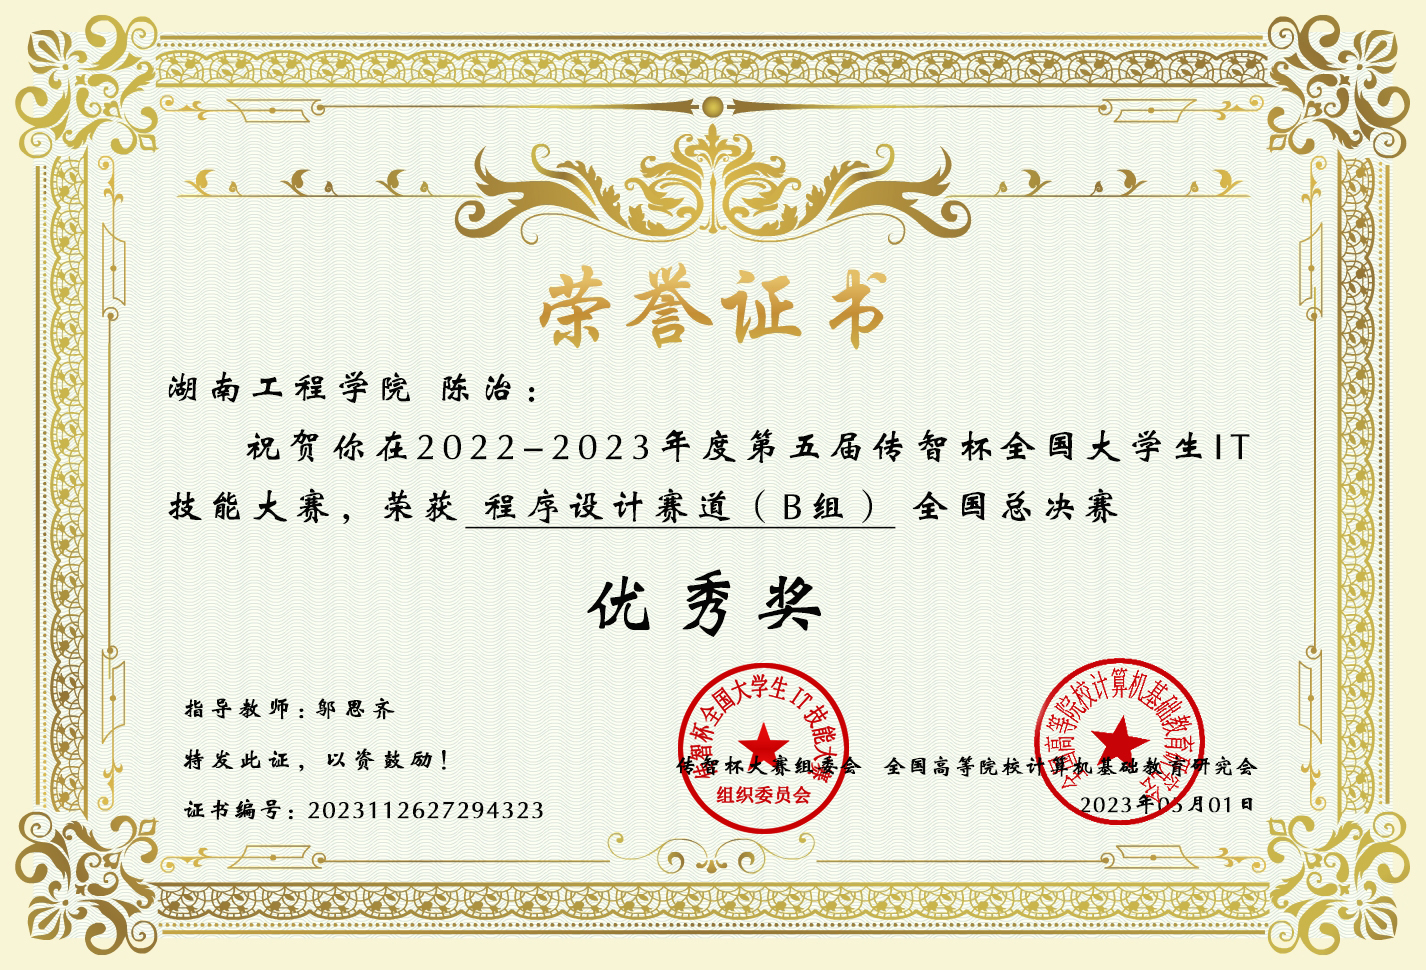 荣誉证书
湖南工程学院 陈治：
祝贺你在2022-2023年度第五届传智杯全国大学生IT
技能大赛，荣获 程序设计赛道（B组） 全国总决赛
优秀奖
指导教师：邬思齐
特发此证，以资鼓励！
证书编号：2023112627294323
传智杯全国大学生IT技能大赛
组织委员会
传智杯大赛组委会
全国高等院校计算机基础教育研究会
全国高等院校计算机基础教育研究会
2023年05月01日